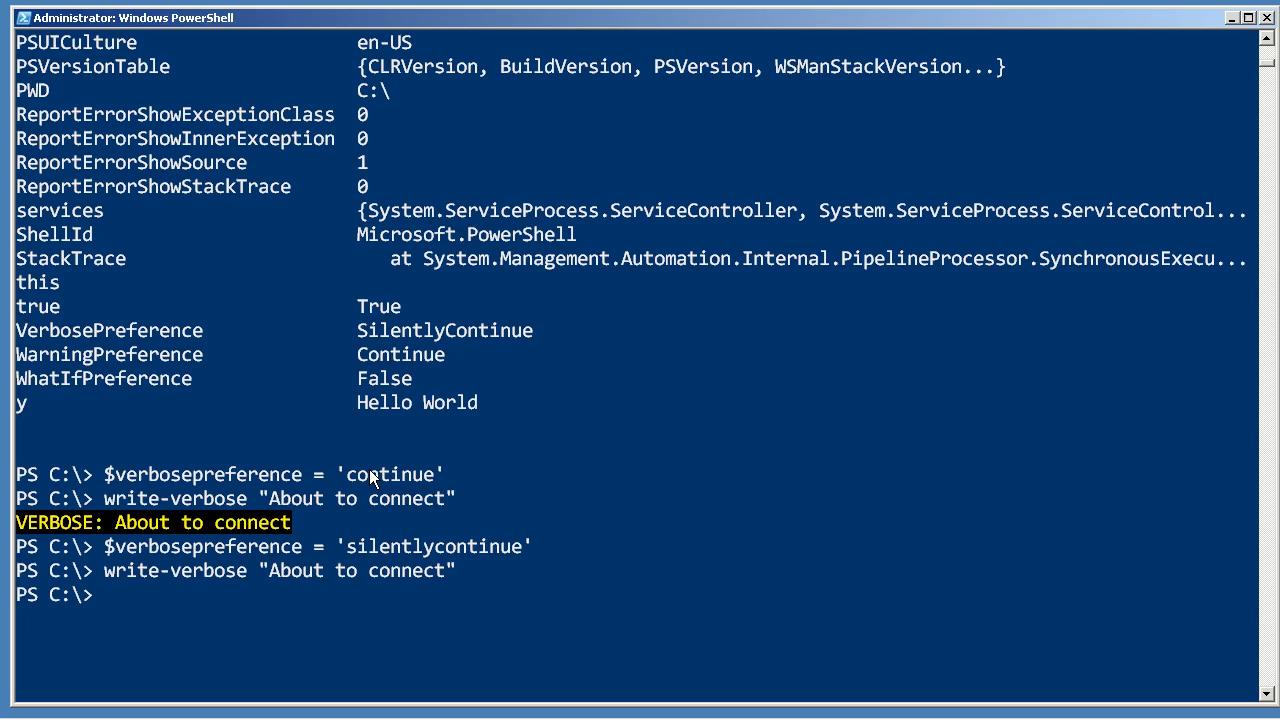 Administrator: Windows PowerShell
PSUICulture en-US
PSVersionTable {CLRVersion, BuildVersion, PSVersion, WSManStackVersion...}
PWD C:\
ReportErrorShowExceptionClass 0
ReportErrorShowInnerException 0
ReportErrorShowSource 1
ReportErrorShowStackTrace 0
services {System.ServiceProcess.ServiceController, System.ServiceProcess.ServiceControl...
ShellId Microsoft.PowerShell
StackTrace at System.Management.Automation.Internal.PipelineProcessor.SynchronousExecu...
this
true True
VerbosePreference SilentlyContinue
WarningPreference Continue
WhatIfPreference False
y Hello World
PS C:\> $verbosepreference = 'continue'
PS C:\> write-verbose "About to connect"
VERBOSE: About to connect
PS C:\> $verbosepreference = 'silentlycontinue'
PS C:\> write-verbose "About to connect"
PS C:\>